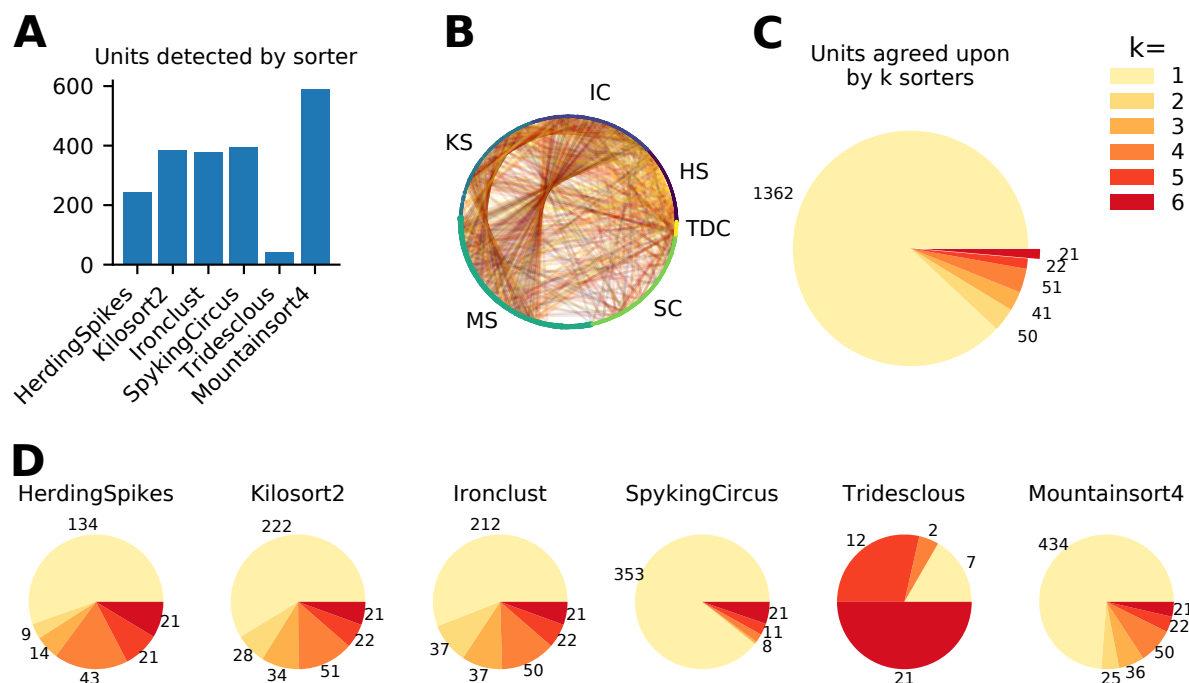 A
Units detected by sorter
600
400
200
0
HerdingSpikes
Kilosort2
Ironclust
SpykingCircus
Tridesclous
Mountainsort4
B
IC
KS
HS
TDC
MS
SC
C
Units agreed upon
by k sorters
1362
21
22
51
41
50
k=
1
2
3
4
5
6
D
HerdingSpikes
134
9
14
43
21
21
Kilosort2
222
28
34
51
22
21
Ironclust
212
37
37
50
22
21
SpykingCircus
353
8
11
21
Tridesclous
12
2
7
21
Mountainsort4
434
25
36
50
22
21